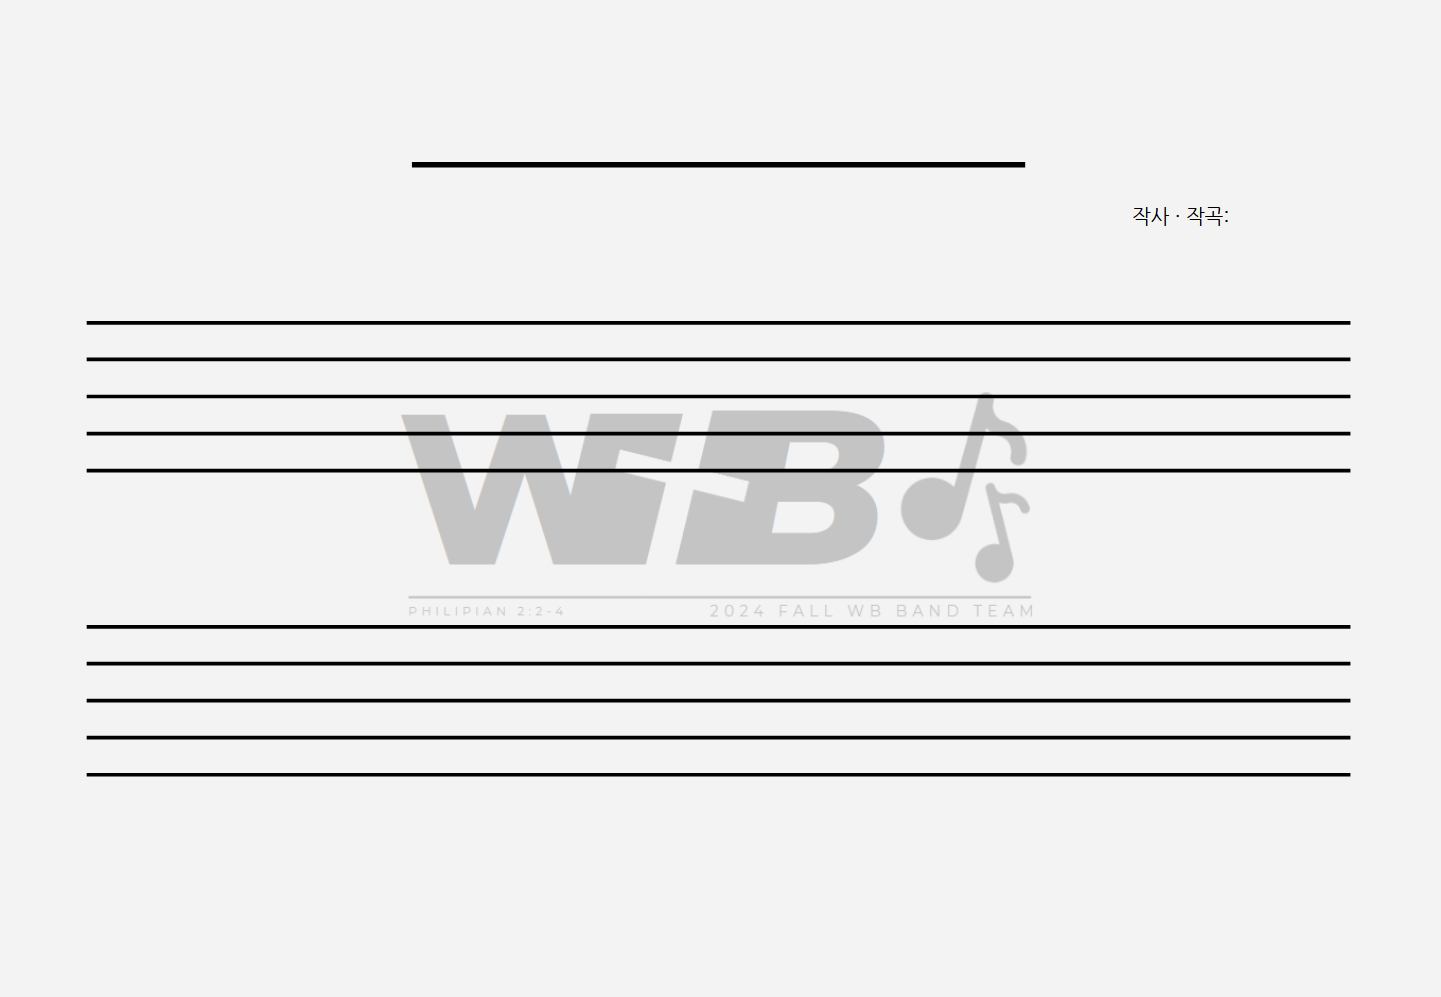 작사 · 작곡:
WB
PHILIPIAN 2:2-4
2024 FALL WB BAND TEAM